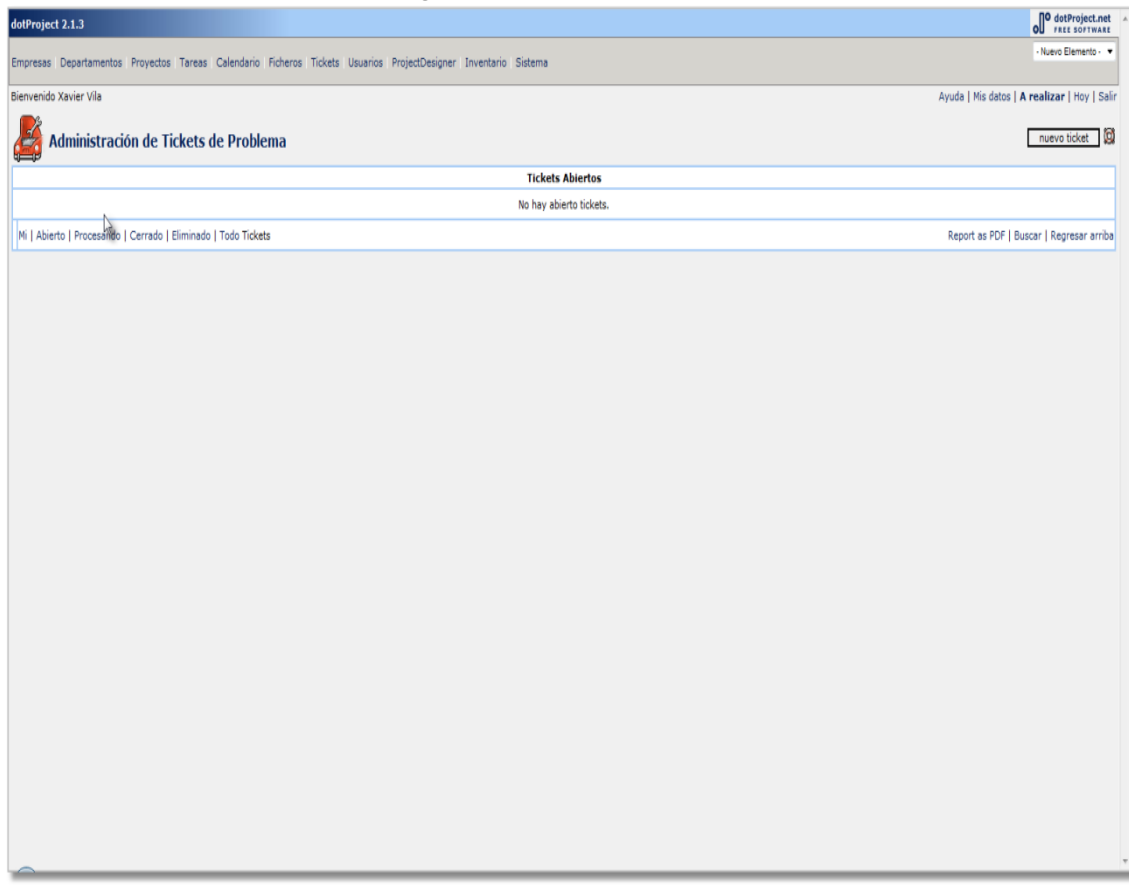 dotProject 2.1.3
dotProject.net
FREE SOFTWARE
- Nuevo Elemento -
Empresas Departamentos Proyectos Tareas Calendario Ficheros Tickets Usuarios ProjectDesigner Inventario Sistema
Bienvenido Xavier Vila
Ayuda | Mis datos | A realizar | Hoy | Salir
Administración de Tickets de Problema
nuevo ticket
Tickets Abiertos
No hay abierto tickets.
Mi | Abierto | Procesando | Cerrado | Eliminado | Todo Tickets
Report as PDF | Buscar | Regresar arriba